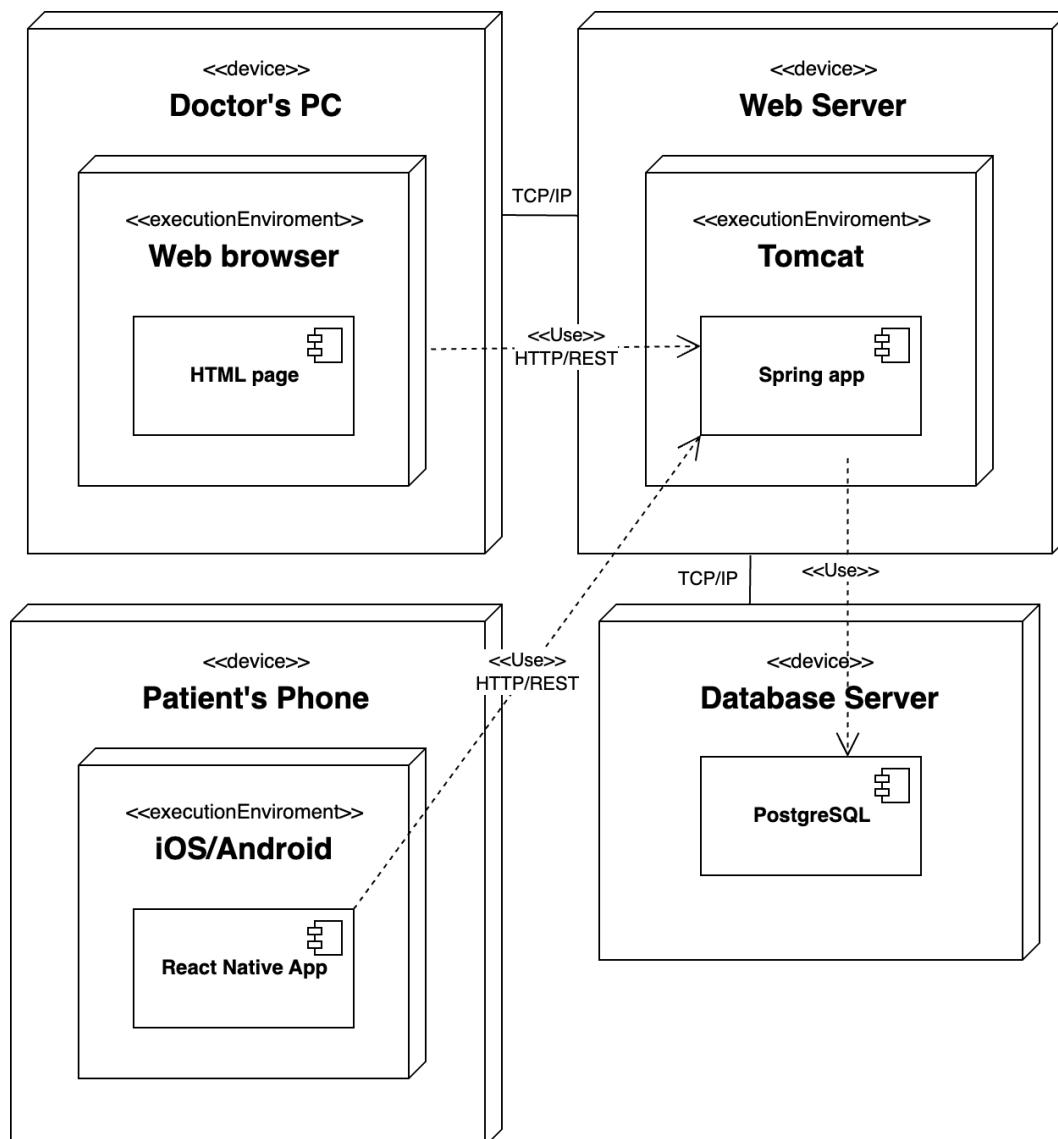 <<device>>
Doctor's PC
<<executionEnviroment>>
Web browser
HTML page
TCP/IP
<<Use>>
HTTP/REST
<<device>>
Web Server
<<executionEnviroment>>
Tomcat
Spring app
TCP/IP
<<Use>>
<<device>>
Patient's Phone
<<executionEnviroment>>
iOS/Android
React Native App
<<Use>>
HTTP/REST
<<device>>
Database Server
PostgreSQL